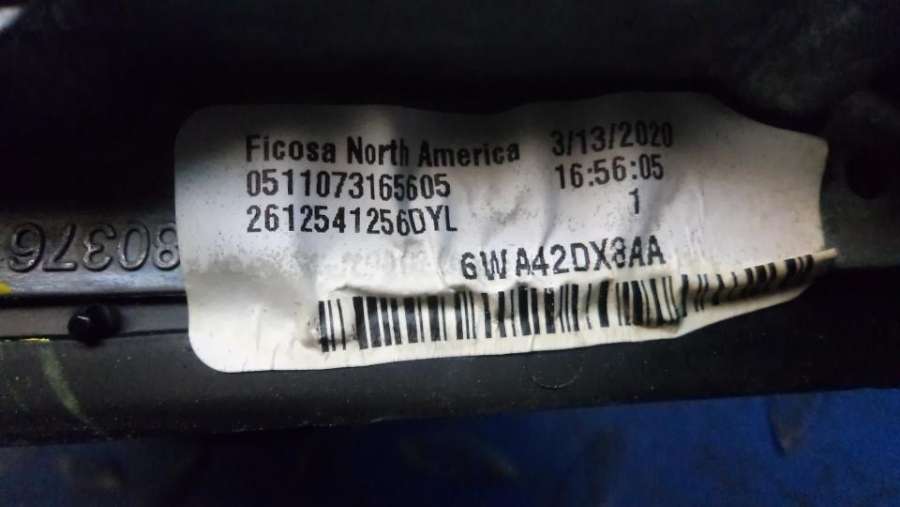 Ficosa North America 3/13/2020
0511073165605 16:56:05
2612541256DYL 1
6WA42DX8AA
80376